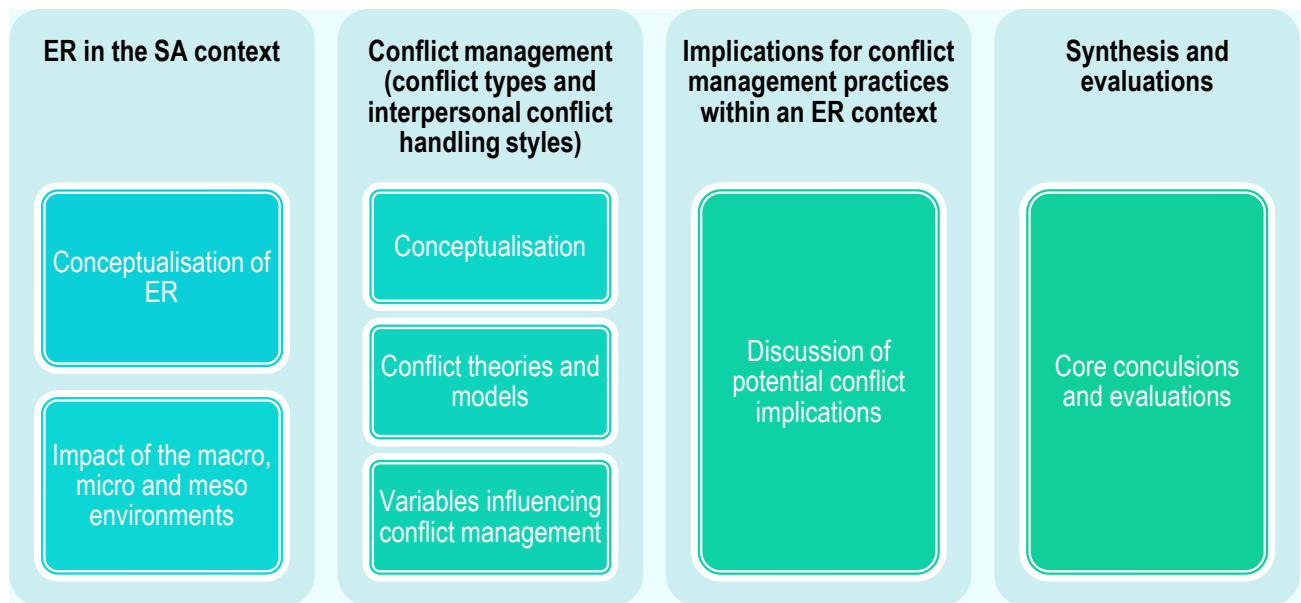 ER in the SA context
Conceptualisation of
ER
Impact of the macro,
micro and meso
environments
Conflict management
(conflict types and
interpersonal conflict
handling styles)
Conceptualisation
Conflict theories and
models
Variables influencing
conflict management
Implications for conflict
management practices
within an ER context
Discussion of
potential conflict
implications
Synthesis and
evaluations
Core conculsions
and evaluations